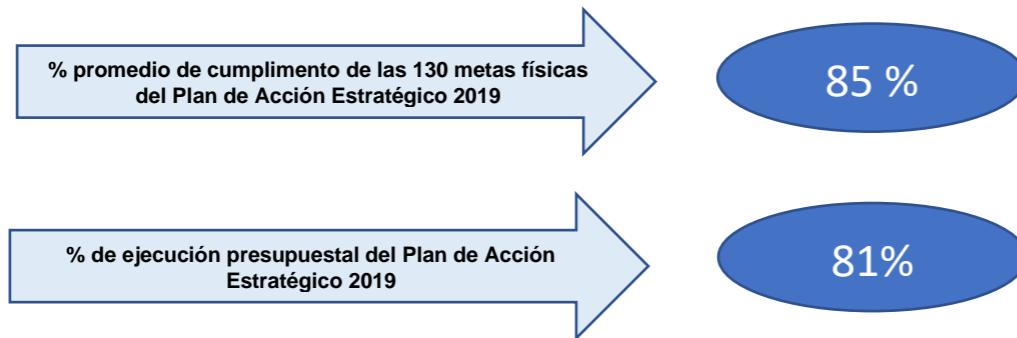 % promedio de cumplimento de las 130 metas físicas
del Plan de Acción Estratégico 2019
85 %
% de ejecución presupuestal del Plan de Acción
Estratégico 2019
81%